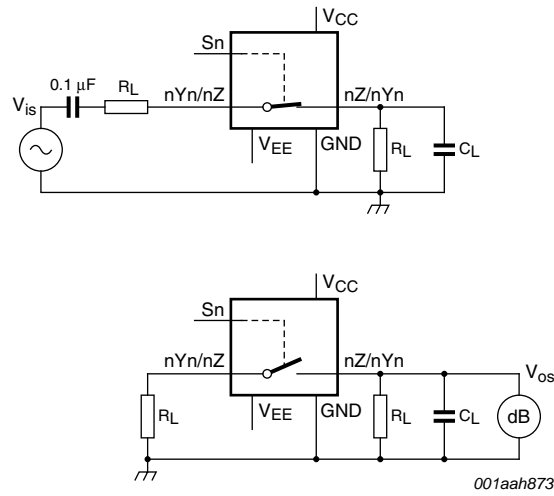 VCC
Sn
0.1 μF
RL
nYn/nZ
nZ/nYn
Vis
RL
CL
VEE
GND
VCC
Sn
nYn/nZ
nZ/nYn
Vos
RL
VEE
GND
RL
CL
dB
001aah873